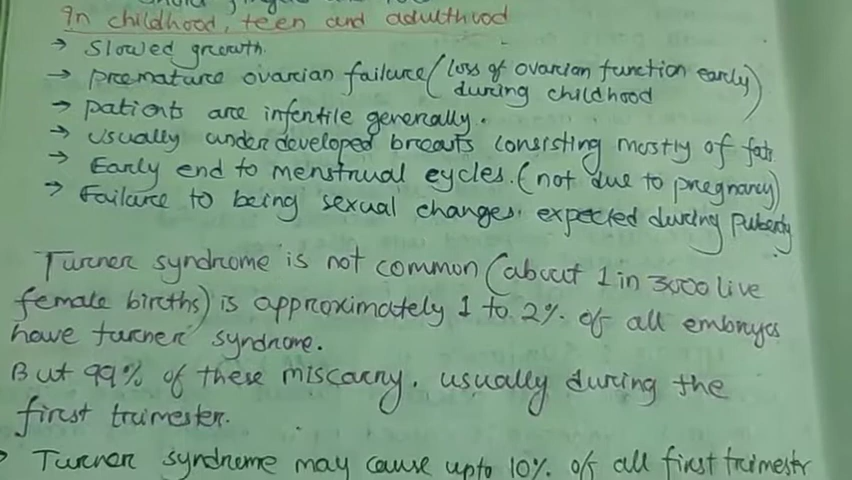 In childhood, teen and adulthood
→ Slowed growth.
→ premature ovarian failure (loss of ovarian function early
during childhood)
→ patients are infentile generally.
→ usually underdeveloped breasts consisting mostly of fat.
→ Early end to menstrual cycles. (not due to pregnancy)
→ Failure to being sexual changes. expected during puberty
Turner syndrome is not common (about 1 in 3000 live
female births) is approximately 1 to 2% of all embryos
have turner syndrome.
But 99% of these miscarry. usually during the
first trimester.
Turner syndrome may cause upto 10% of all first trimestr